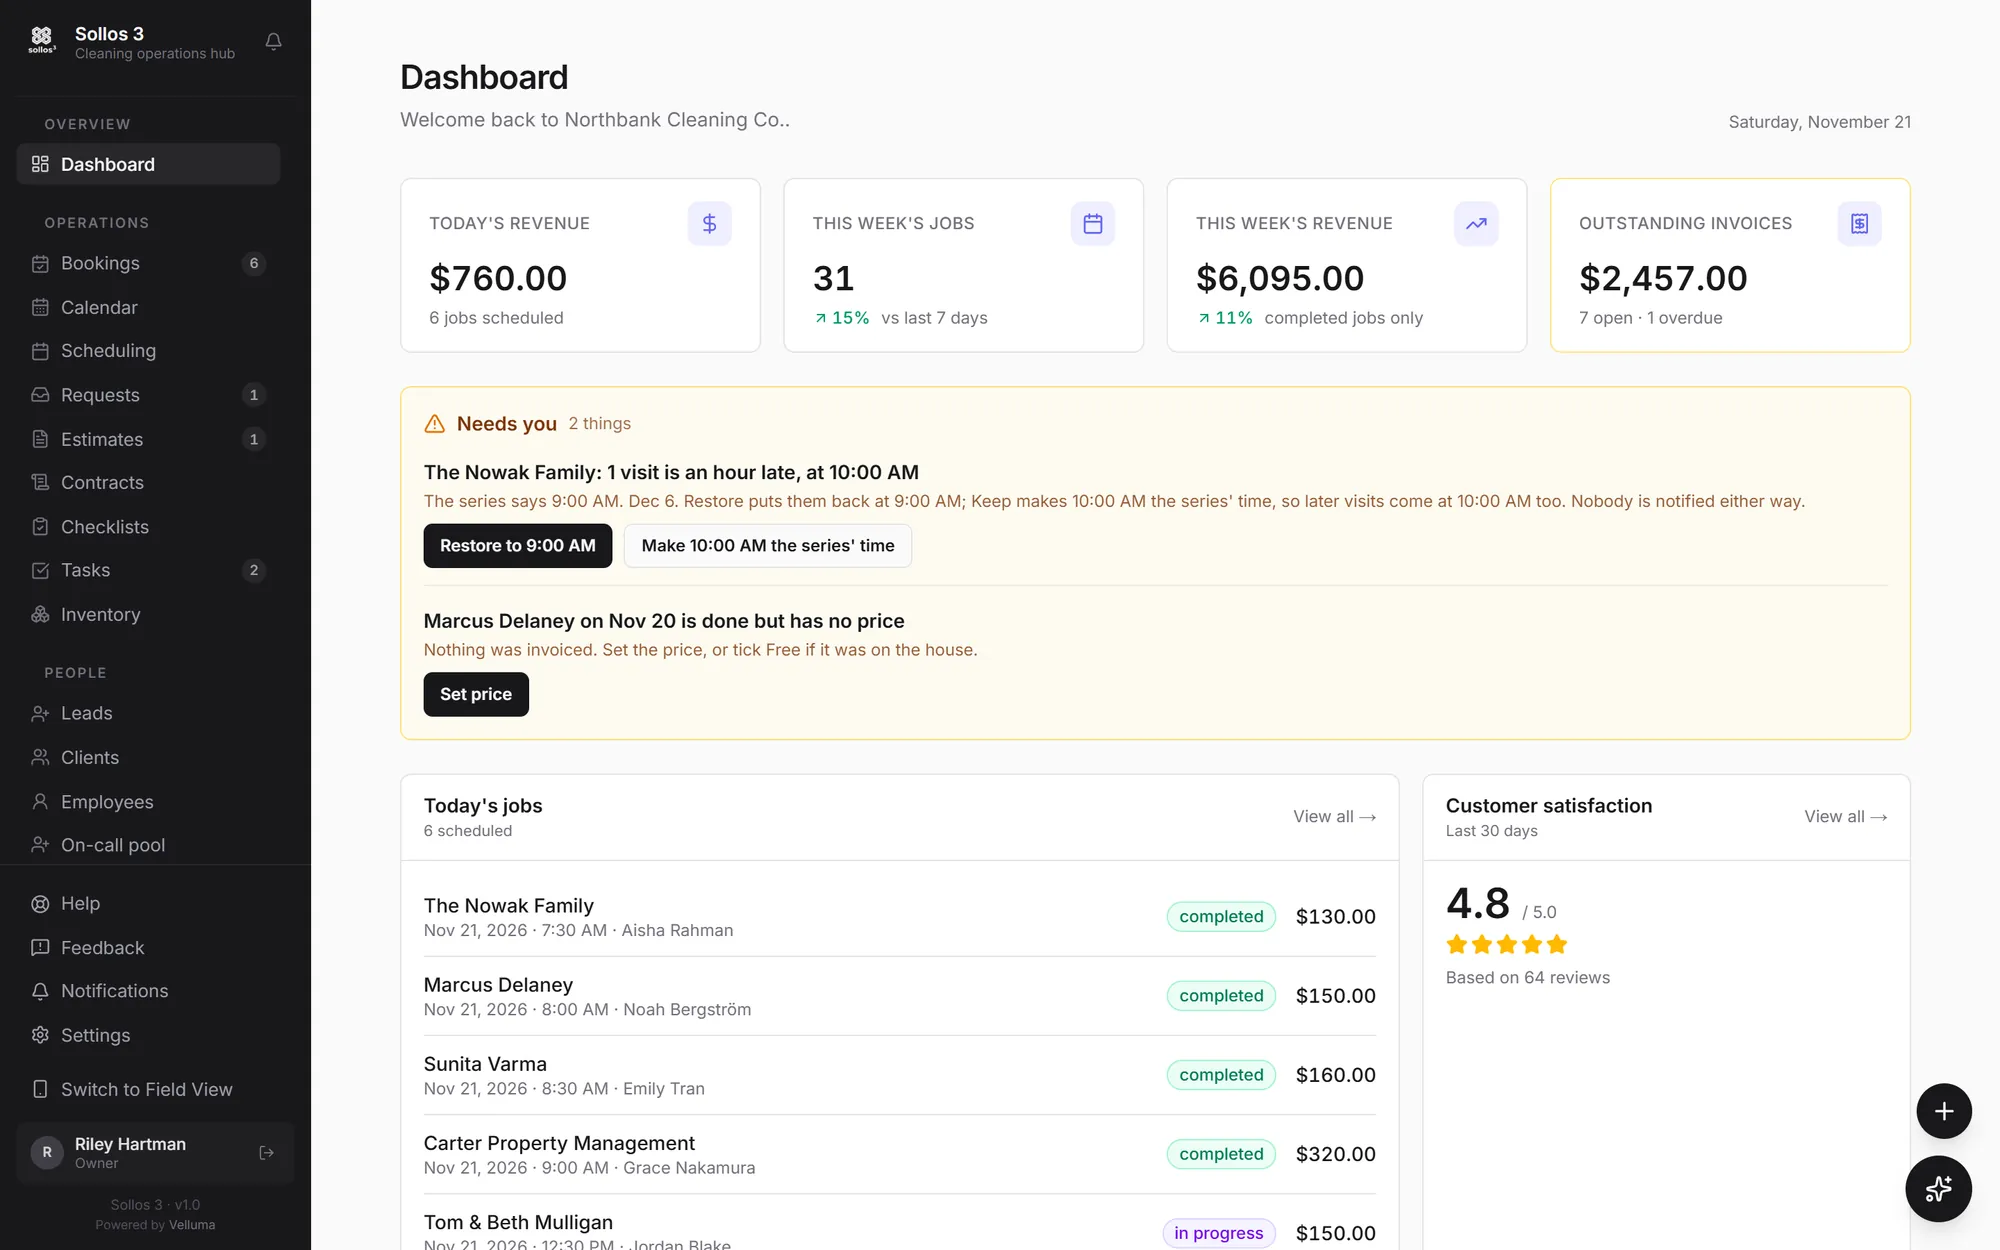 sollos³
Sollos 3
Cleaning operations hub
OVERVIEW
Dashboard
OPERATIONS
Bookings 6
Calendar
Scheduling
Requests 1
Estimates 1
Contracts
Checklists
Tasks 2
Inventory
PEOPLE
Leads
Clients
Employees
On-call pool
Help
Feedback
Notifications
Settings
Switch to Field View
R
Riley Hartman
Owner
Sollos 3 · v1.0
Powered by Velluma
Dashboard
Welcome back to Northbank Cleaning Co..
Saturday, November 21
TODAY'S REVENUE
$760.00
6 jobs scheduled
THIS WEEK'S JOBS
31
15% vs last 7 days
THIS WEEK'S REVENUE
$6,095.00
11% completed jobs only
OUTSTANDING INVOICES
$2,457.00
7 open · 1 overdue
Needs you 2 things
The Nowak Family: 1 visit is an hour late, at 10:00 AM
The series says 9:00 AM. Dec 6. Restore puts them back at 9:00 AM; Keep makes 10:00 AM the series' time, so later visits come at 10:00 AM too. Nobody is notified either way.
Restore to 9:00 AM
Make 10:00 AM the series' time
Marcus Delaney on Nov 20 is done but has no price
Nothing was invoiced. Set the price, or tick Free if it was on the house.
Set price
Today's jobs
6 scheduled
View all →
The Nowak Family
Nov 21, 2026 · 7:30 AM · Aisha Rahman
completed $130.00
Marcus Delaney
Nov 21, 2026 · 8:00 AM · Noah Bergström
completed $150.00
Sunita Varma
Nov 21, 2026 · 8:30 AM · Emily Tran
completed $160.00
Carter Property Management
Nov 21, 2026 · 9:00 AM · Grace Nakamura
completed $320.00
Tom & Beth Mulligan
Nov 21, 2026 · 12:30 PM · Jordan Blake
in progress $150.00
Customer satisfaction
Last 30 days
View all →
4.8 / 5.0
Based on 64 reviews